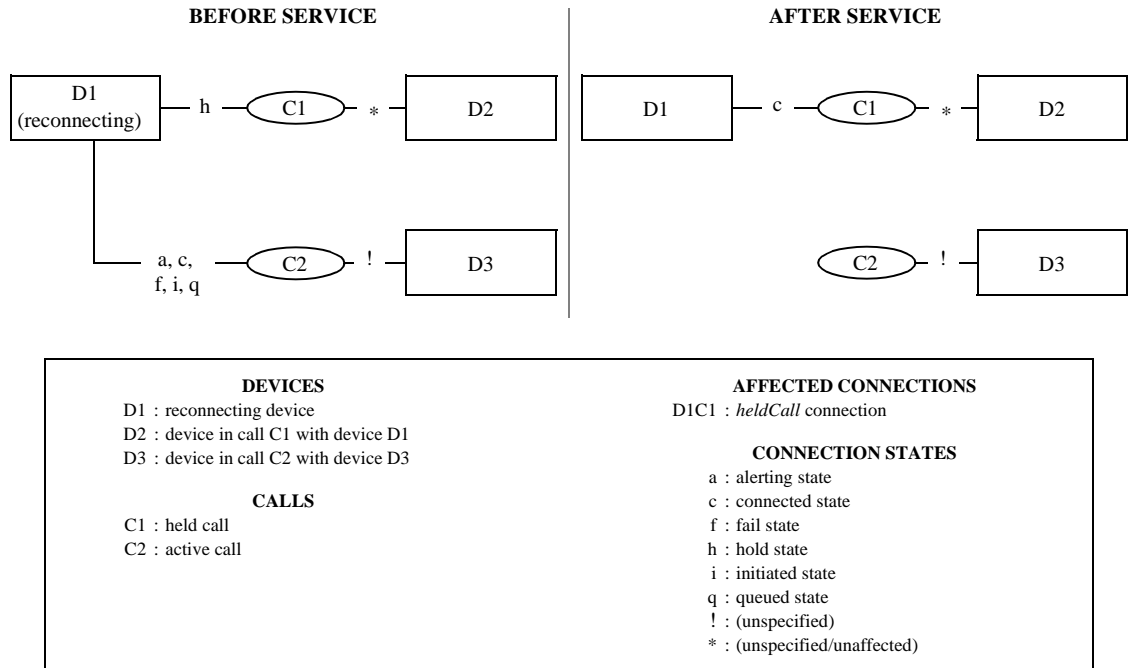 BEFORE SERVICE
AFTER SERVICE
D1
(reconnecting)
h
C1
*
D2
D1
c
C1
*
D2
a, c,
f, i, q
C2
!
D3
C2
!
D3
DEVICES
D1 : reconnecting device
D2 : device in call C1 with device D1
D3 : device in call C2 with device D3
CALLS
C1 : held call
C2 : active call
AFFECTED CONNECTIONS
D1C1 : heldCall connection
CONNECTION STATES
a : alerting state
c : connected state
f : fail state
h : hold state
i : initiated state
q : queued state
! : (unspecified)
* : (unspecified/unaffected)